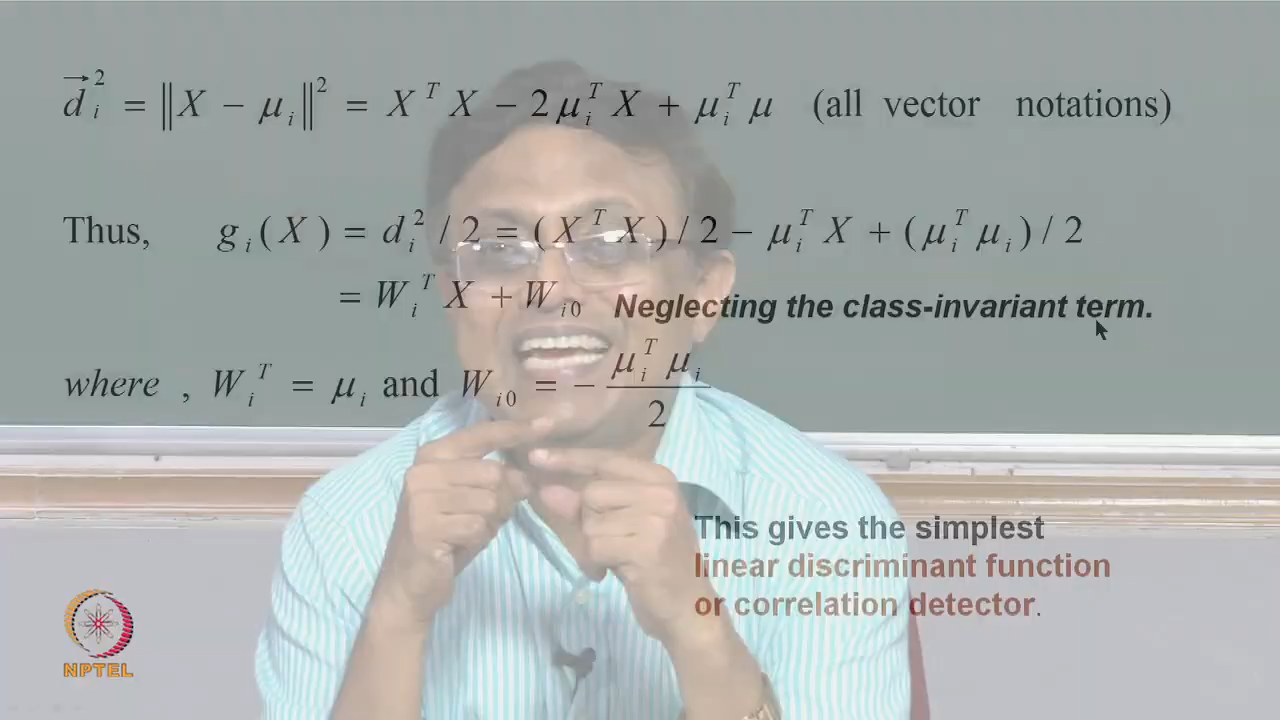 d⃗ᵢ² = ‖X − μᵢ‖² = XᵀX − 2μᵢᵀX + μᵢᵀμ (all vector notations)
Thus, gᵢ(X) = dᵢ² / 2 = (XᵀX) / 2 − μᵢᵀX + (μᵢᵀμᵢ) / 2
= WᵢᵀX + Wᵢ₀ Neglecting the class-invariant term.
where , Wᵢᵀ = μᵢ and Wᵢ₀ = − μᵢᵀμᵢ / 2
This gives the simplest
linear discriminant function
or correlation detector.
NPTEL